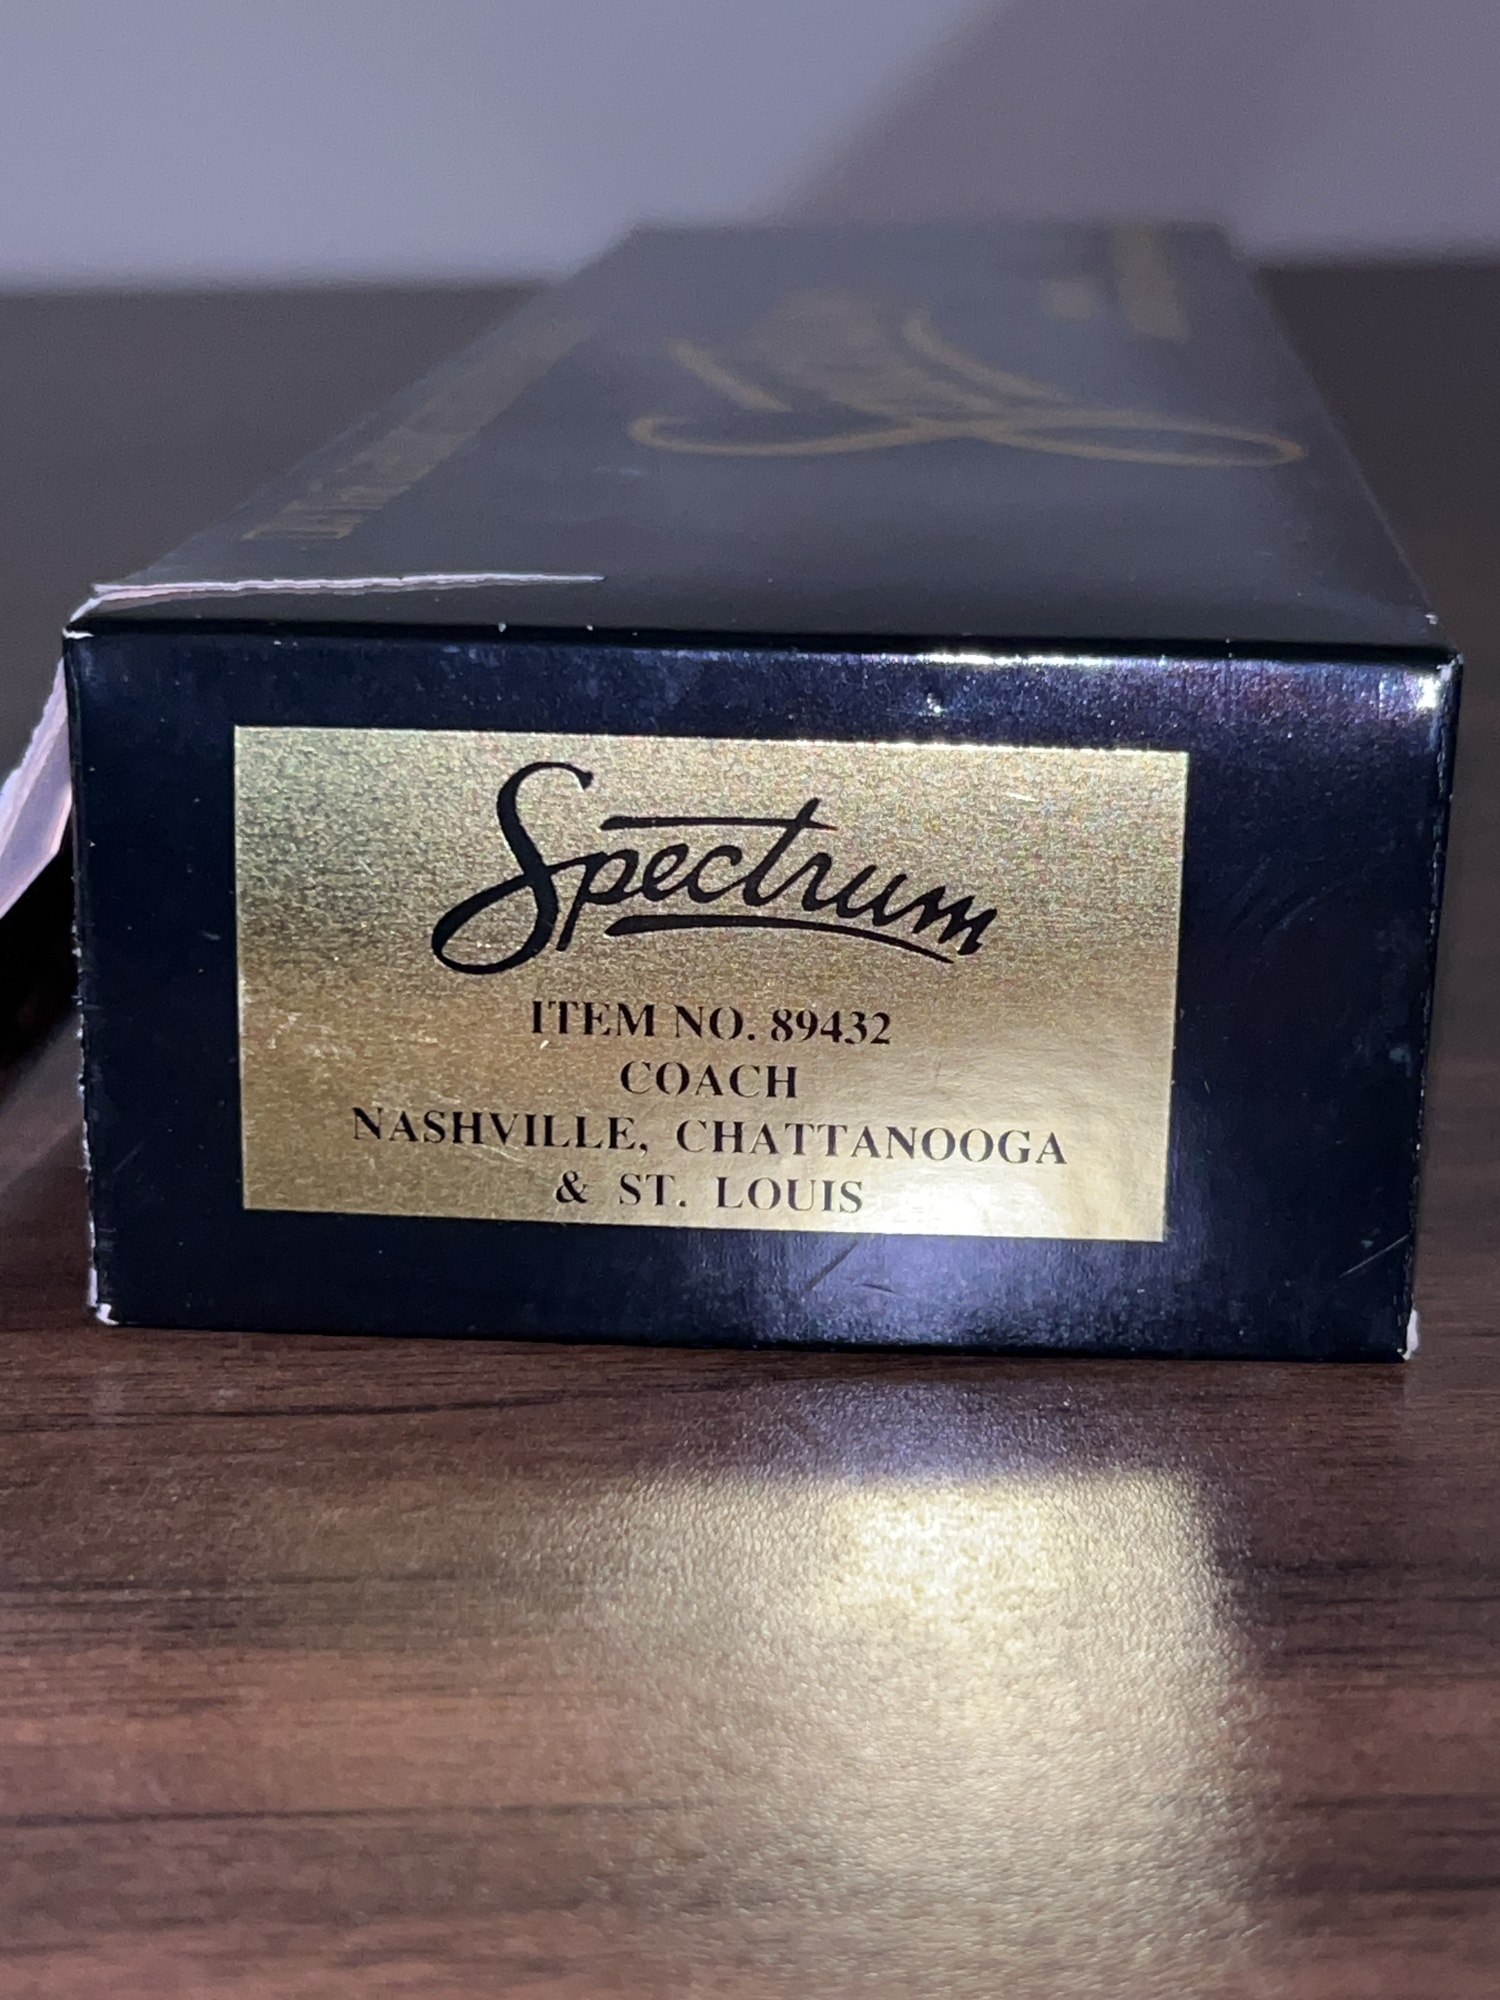 Spectrum
ITEM NO. 89432
COACH
NASHVILLE, CHATTANOOGA
& ST. LOUIS